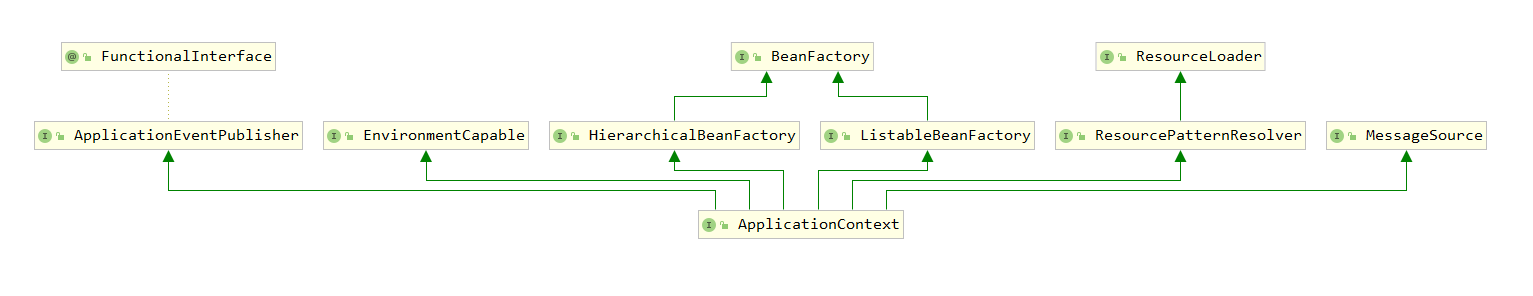 @ FunctionalInterface
I BeanFactory
I ResourceLoader
I ApplicationEventPublisher
I EnvironmentCapable
I HierarchicalBeanFactory
I ListableBeanFactory
I ResourcePatternResolver
I MessageSource
I ApplicationContext